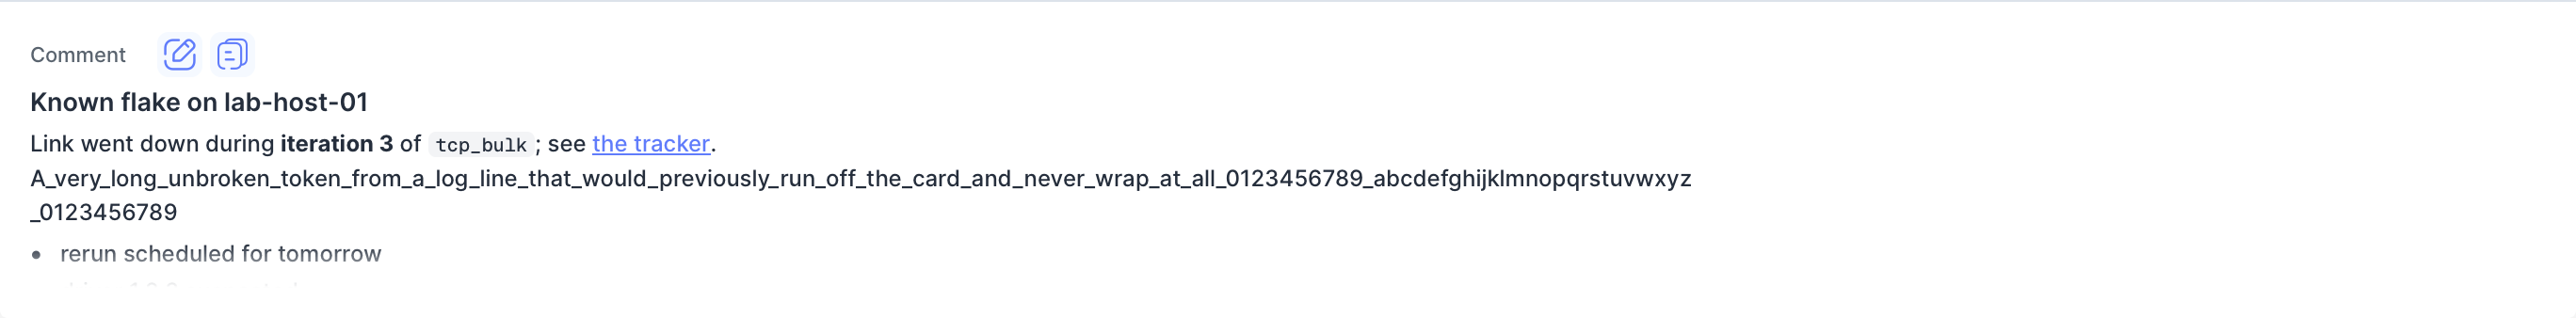 Comment
Known flake on lab-host-01
Link went down during iteration 3 of tcp_bulk; see the tracker.
A_very_long_unbroken_token_from_a_log_line_that_would_previously_run_off_the_card_and_never_wrap_at_all_0123456789_abcdefghijklmnopqrstuvwxyz
_0123456789
• rerun scheduled for tomorrow